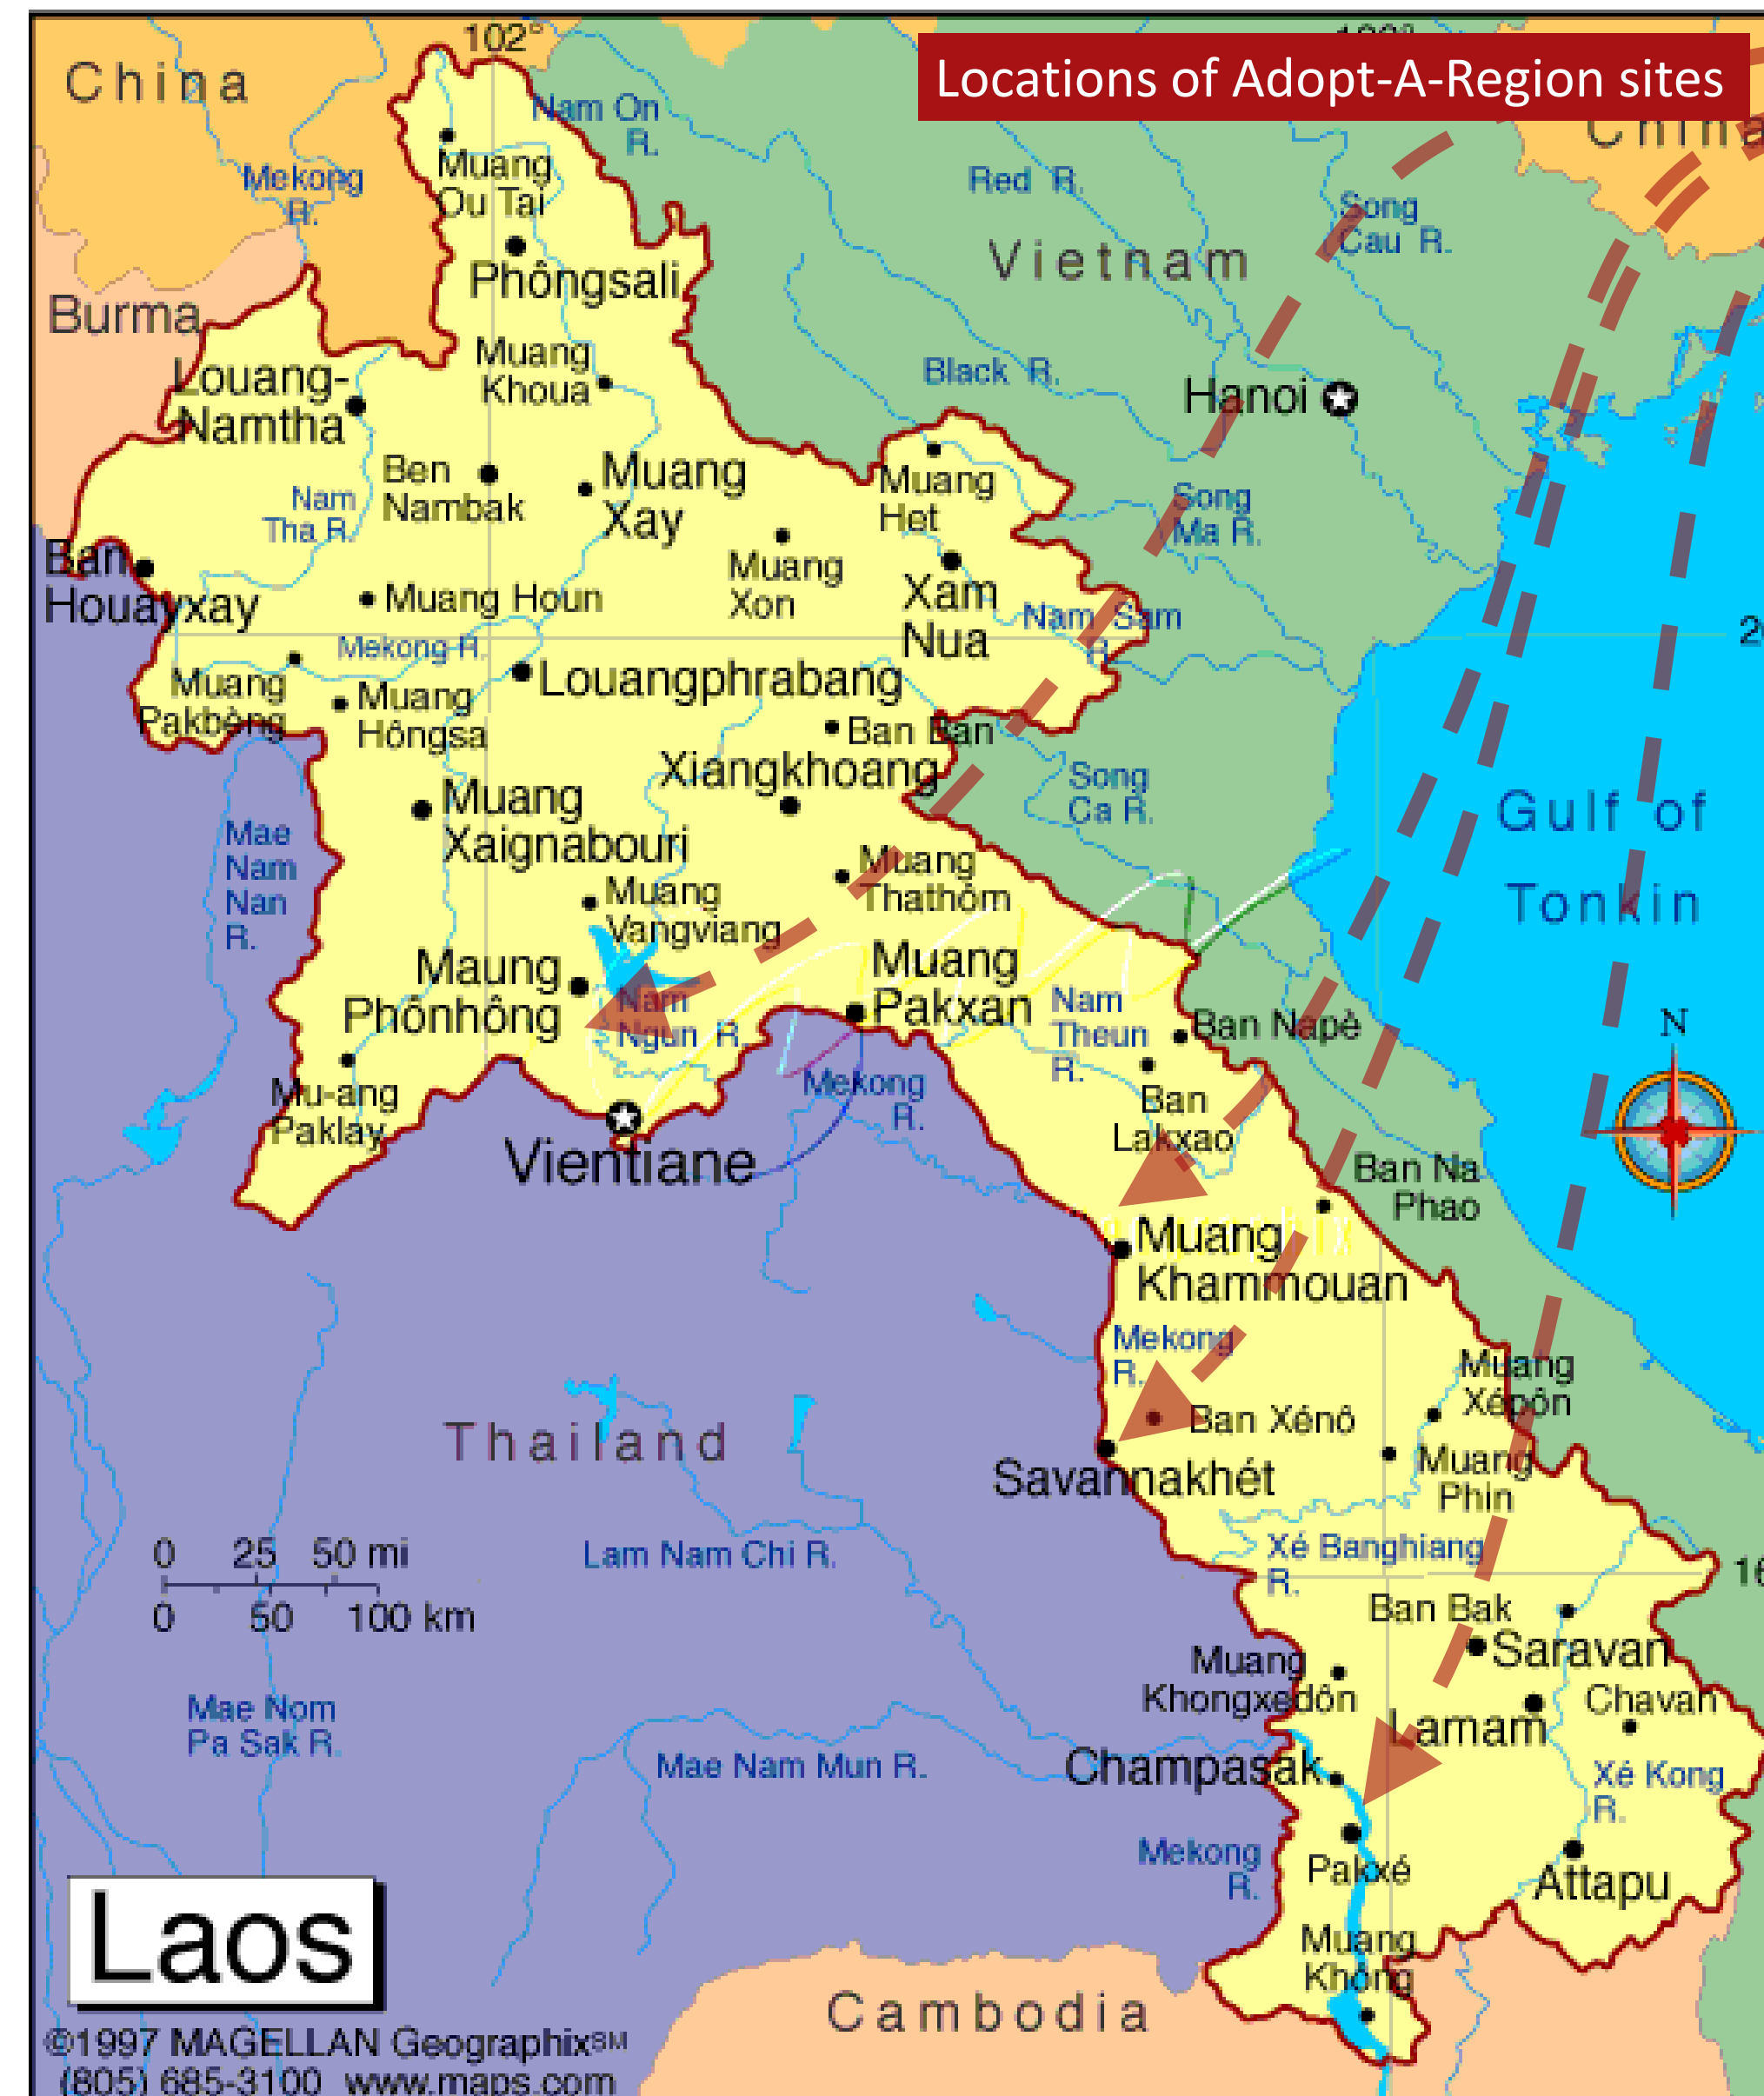 102°
Locations of Adopt-A-Region sites
China
Nam On
R.
Muang
Ou Tai
Mekong
R.
Red R.
Song
Cau R.
Vietnam
Phôngsali
Burma
Muang
Khoua
Black R.
Hanoi
Louang-
Namtha
Ben
Nambak
Muang
Xay
Muang
Het
Nam
Tha R.
Song
Ma R.
Ban
Houayxay
Muang
Xon
Xam
Nua
Muang Houn
Nam Sam
R.
Mekong R.
Louangphrabang
Muang
Pakbèng
Muang
Hôngsa
Ban Ban
Xiangkhoang
Song
Ca R.
Gulf of
Tonkin
Muang
Xaignabouri
Mae
Nam
Nan
R.
Muang
Thathôm
Muang
Vangviang
Maung
Phônhông
Muang
Pakxan
Nam
Ngun R.
Nam
Theun
R.
Ban Napè
N
Mu-ang
Paklay
Mekong
R.
Ban
Lakxao
Vientiane
Ban Na
Phao
Muang
Khammouan
Mekong
R.
Muang
Xépôn
Ban Xénô
Thailand
Savannakhét
Muang
Phin
0 25 50 mi
0 50 100 km
Lam Nam Chi R.
Xé Banghiang
R.
Ban Bak
Saravan
Muang
Khongxedôn
Chavan
Lamam
Mae Nom
Pa Sak R.
Mae Nam Mun R.
Champasak
Xé Kong
R.
Mekong
R.
Pakxé
Attapu
Laos
Muang
Không
Cambodia
©1997 MAGELLAN Geographix℠
(805) 685-3100 www.maps.com